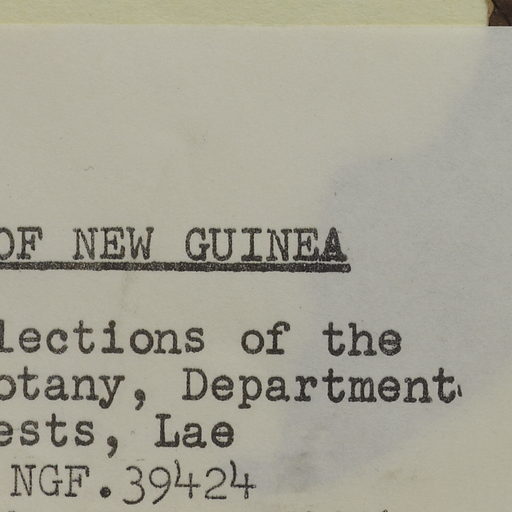 OF NEW GUINEA
lections of the
otany, Department
ests, Lae
NGF.39424